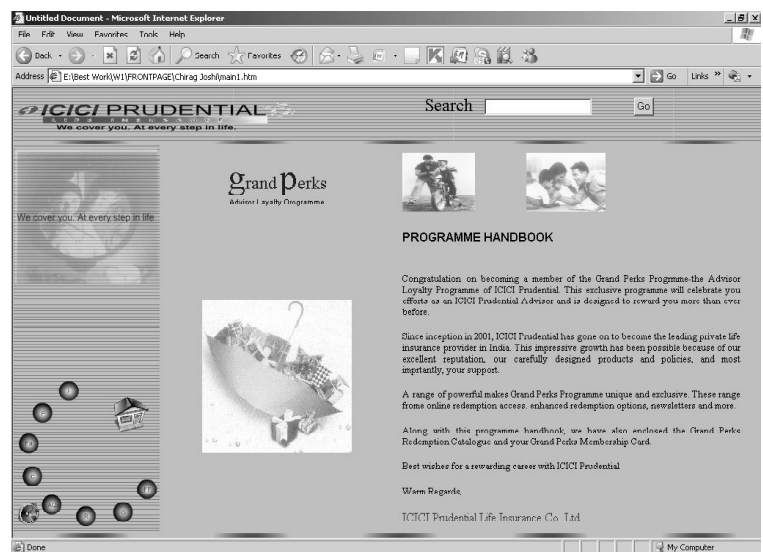 Untitled Document - Microsoft Internet Explorer
File Edit View Favorites Tools Help
Back Search Favorites
Address E:\Best Work\W1\FRONTPAGE\Chirag Joshi\main1.htm Go Links »
ICICI PRUDENTIAL
LIFE INSURANCE
We cover you. At every step in life.
Search Go
We cover you. At every step in life
Grand Perks
Advisor Loyalty Programme
PROGRAMME HANDBOOK
Congratulation on becoming a member of the Grand Perks Progrmme-the Advisor
Loyalty Programme of ICICI Prudential. This exclusive programme will celebrate you
efforts as an ICICI Prudential Advisor and is designed to reward you more than ever
before.
Since inception in 2001, ICICI Prudential has gone on to become the leading private life
insurance provider in India. This impressive growth has been possible because of our
excellent reputation, our carefully designed products and policies, and most
imprtantly, your support.
A range of powerful makes Grand Perks Programme unique and exclusive. These range
frome online redemption access. enhanced redemption options, newsletters and more.
Along with this programme handbook, we have also enclosed the Grand Perks
Redemption Catalogue and your Grand Perks Membership Card.
Best wishes for a rewarding career with ICICI Prudential
Warm Regards,
ICICI Prudential Life Insurance Co. Ltd
Done My Computer